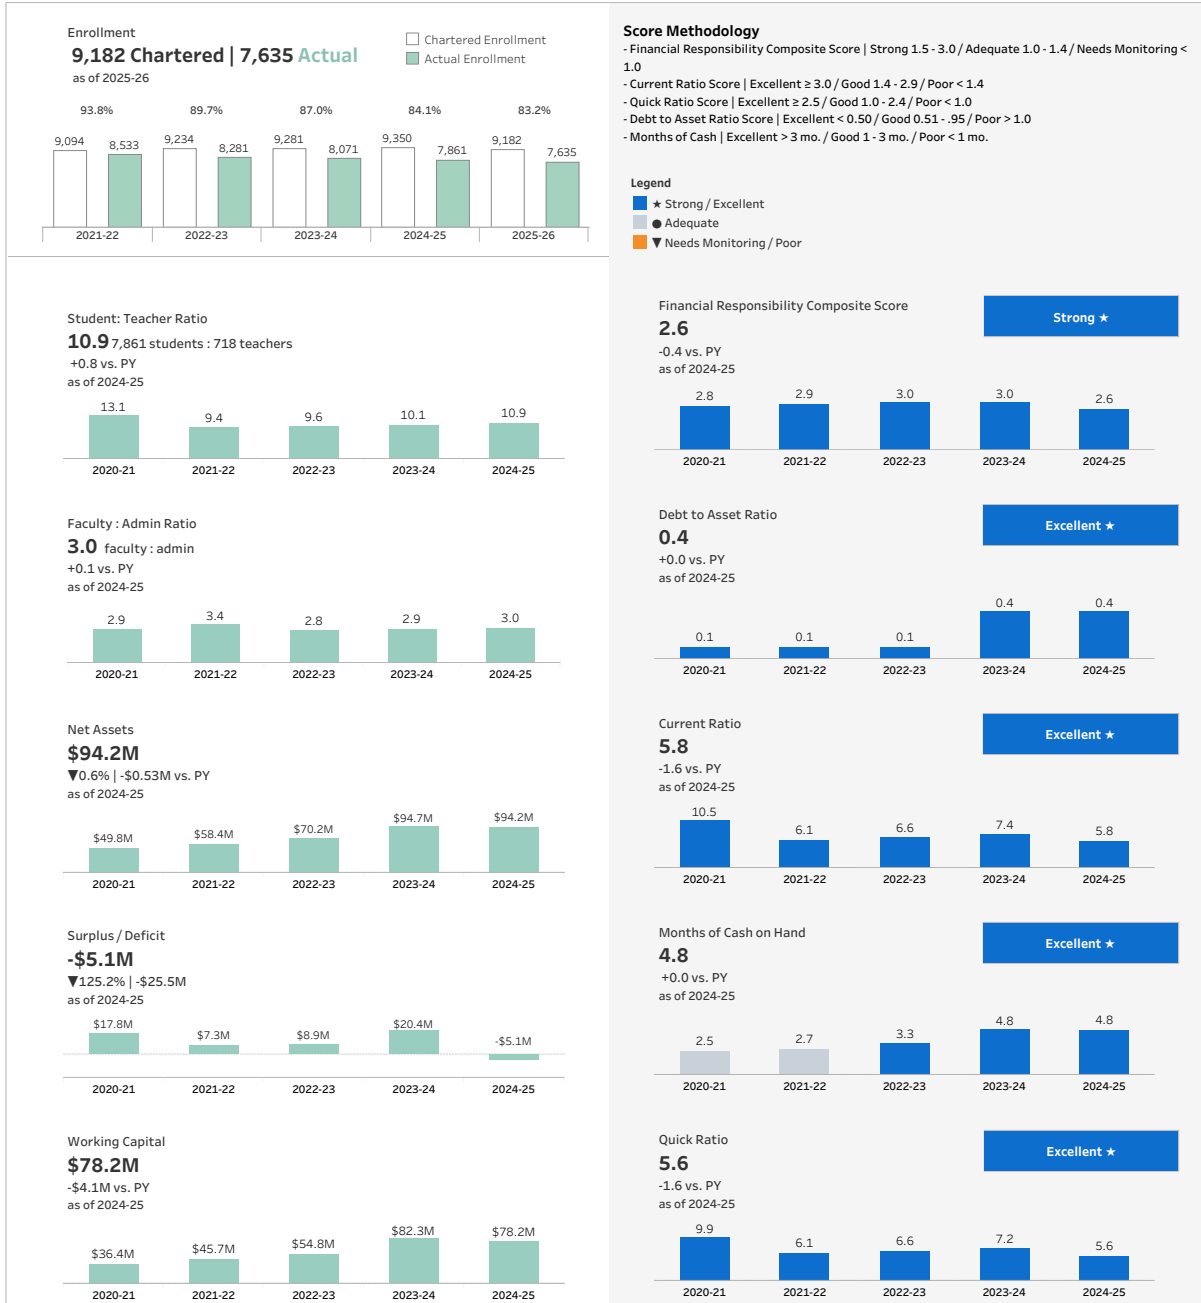 Enrollment
9,182 Chartered | 7,635 Actual
as of 2025-26
Chartered Enrollment
Actual Enrollment
93.8% 89.7% 87.0% 84.1% 83.2%
9,094 8,533 9,234 8,281 9,281 8,071 9,350 7,861 9,182 7,635
2021-22 2022-23 2023-24 2024-25 2025-26
Score Methodology
- Financial Responsibility Composite Score | Strong 1.5 - 3.0 / Adequate 1.0 - 1.4 / Needs Monitoring <
1.0
- Current Ratio Score | Excellent ≥ 3.0 / Good 1.4 - 2.9 / Poor < 1.4
- Quick Ratio Score | Excellent ≥ 2.5 / Good 1.0 - 2.4 / Poor < 1.0
- Debt to Asset Ratio Score | Excellent < 0.50 / Good 0.51 - .95 / Poor > 1.0
- Months of Cash | Excellent > 3 mo. / Good 1 - 3 mo. / Poor < 1 mo.
Legend
★ Strong / Excellent
● Adequate
▼ Needs Monitoring / Poor
Student: Teacher Ratio
10.9 7,861 students : 718 teachers
+0.8 vs. PY
as of 2024-25
13.1 9.4 9.6 10.1 10.9
2020-21 2021-22 2022-23 2023-24 2024-25
Faculty : Admin Ratio
3.0 faculty : admin
+0.1 vs. PY
as of 2024-25
2.9 3.4 2.8 2.9 3.0
2020-21 2021-22 2022-23 2023-24 2024-25
Net Assets
$94.2M
▼0.6% | -$0.53M vs. PY
as of 2024-25
$49.8M $58.4M $70.2M $94.7M $94.2M
2020-21 2021-22 2022-23 2023-24 2024-25
Surplus / Deficit
-$5.1M
▼125.2% | -$25.5M
as of 2024-25
$17.8M $7.3M $8.9M $20.4M -$5.1M
2020-21 2021-22 2022-23 2023-24 2024-25
Working Capital
$78.2M
-$4.1M vs. PY
as of 2024-25
$36.4M $45.7M $54.8M $82.3M $78.2M
2020-21 2021-22 2022-23 2023-24 2024-25
Financial Responsibility Composite Score
2.6
-0.4 vs. PY
as of 2024-25
Strong ★
2.8 2.9 3.0 3.0 2.6
2020-21 2021-22 2022-23 2023-24 2024-25
Debt to Asset Ratio
0.4
+0.0 vs. PY
as of 2024-25
Excellent ★
0.1 0.1 0.1 0.4 0.4
2020-21 2021-22 2022-23 2023-24 2024-25
Current Ratio
5.8
-1.6 vs. PY
as of 2024-25
Excellent ★
10.5 6.1 6.6 7.4 5.8
2020-21 2021-22 2022-23 2023-24 2024-25
Months of Cash on Hand
4.8
+0.0 vs. PY
as of 2024-25
Excellent ★
2.5 2.7 3.3 4.8 4.8
2020-21 2021-22 2022-23 2023-24 2024-25
Quick Ratio
5.6
-1.6 vs. PY
as of 2024-25
Excellent ★
9.9 6.1 6.6 7.2 5.6
2020-21 2021-22 2022-23 2023-24 2024-25